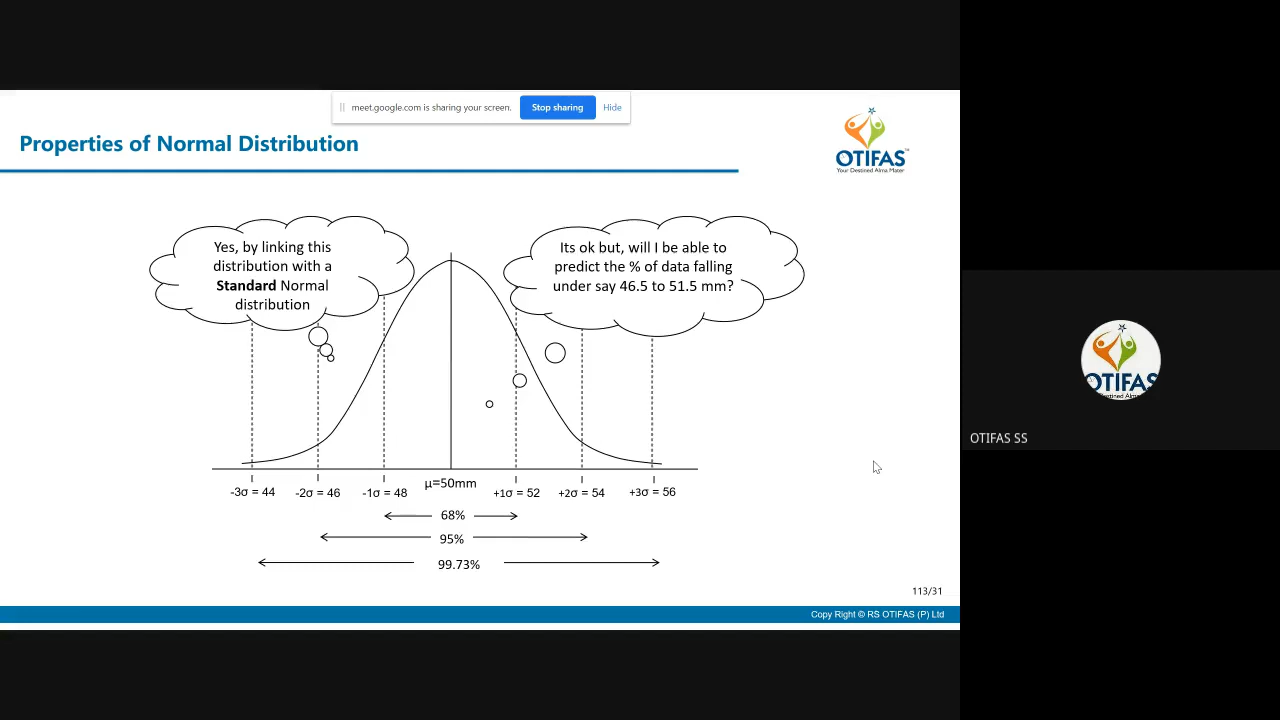 meet.google.com is sharing your screen. Stop sharing Hide
Properties of Normal Distribution
OTIFAS™
Your Destined Alma Mater
Yes, by linking this
distribution with a
Standard Normal
distribution
Its ok but, will I be able to
predict the % of data falling
under say 46.5 to 51.5 mm?
μ=50mm
-3σ = 44 -2σ = 46 -1σ = 48 +1σ = 52 +2σ = 54 +3σ = 56
68%
95%
99.73%
113/31
Copy Right © RS OTIFAS (P) Ltd
OTIFAS
OTIFAS SS